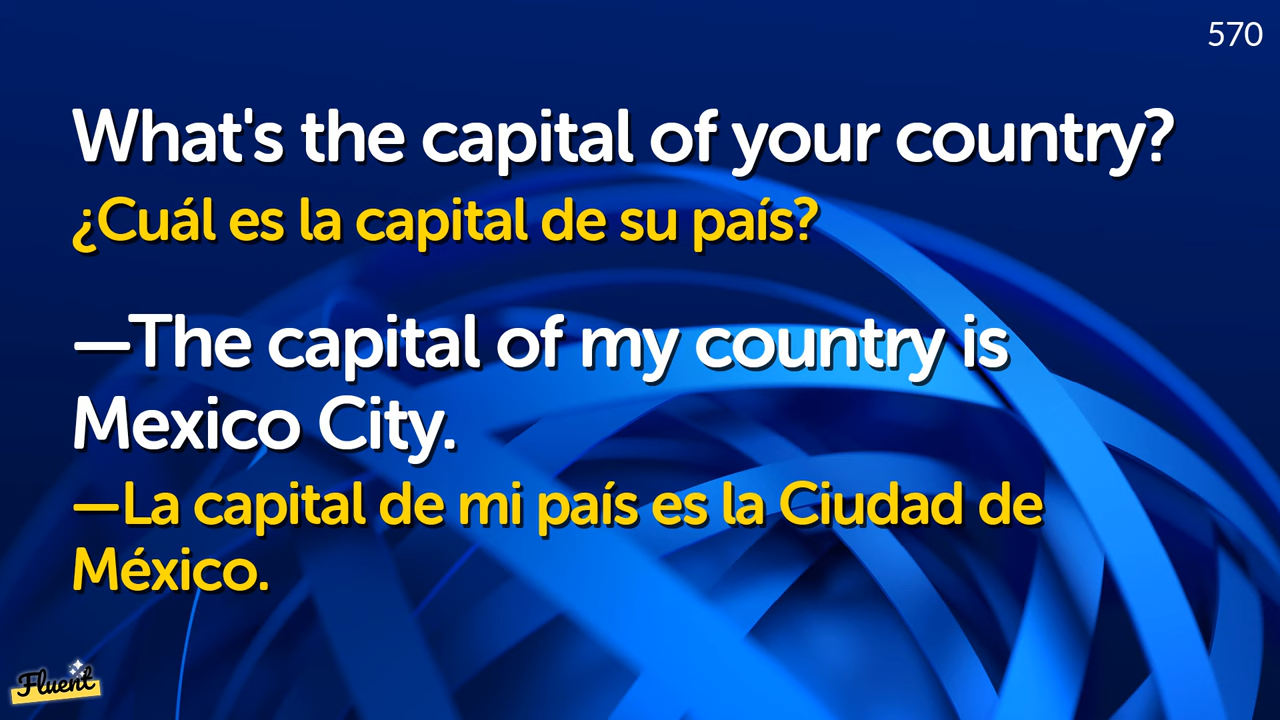 570
What's the capital of your country?
¿Cuál es la capital de su país?
—The capital of my country is
Mexico City.
—La capital de mi país es la Ciudad de
México.
Fluent